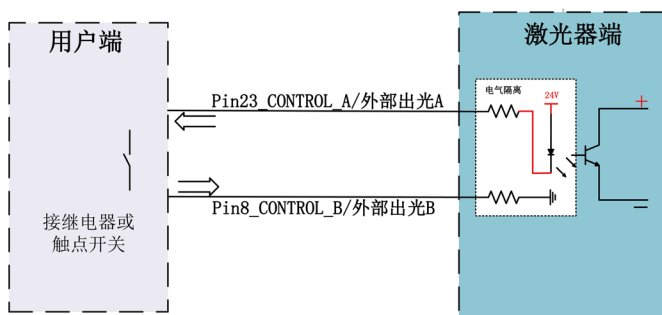 用户端
激光器端
电气隔离
24V
Pin23_CONTROL_A/外部出光A
Pin8_CONTROL_B/外部出光B
接继电器或
触点开关
+
−